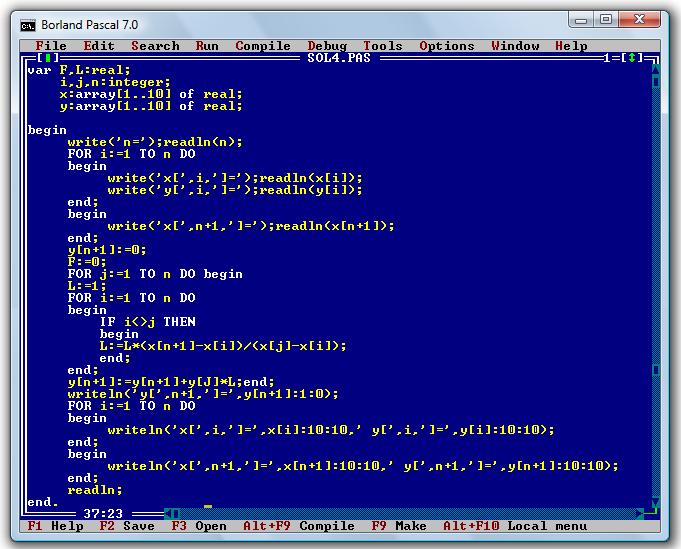 Borland Pascal 7.0
File Edit Search Run Compile Debug Tools Options Window Help
SOL4.PAS 1=[↕]
var F,L:real;
i,j,n:integer;
x:array[1..10] of real;
y:array[1..10] of real;
begin
write('n=');readln(n);
FOR i:=1 TO n DO
begin
write('x[',i,']=');readln(x[i]);
write('y[',i,']=');readln(y[i]);
end;
begin
write('x[',n+1,']=');readln(x[n+1]);
end;
y[n+1]:=0;
F:=0;
FOR j:=1 TO n DO begin
L:=1;
FOR i:=1 TO n DO
begin
IF i<>j THEN
begin
L:=L*(x[n+1]-x[i])/(x[j]-x[i]);
end;
end;
y[n+1]:=y[n+1]+y[J]*L;end;
writeln('y[',n+1,']=',y[n+1]:1:0);
FOR i:=1 TO n DO
begin
writeln('x[',i,']=',x[i]:10:10,' y[',i,']=',y[i]:10:10);
end;
begin
writeln('x[',n+1,']=',x[n+1]:10:10,' y[',n+1,']=',y[n+1]:10:10);
end;
readln;
end.
37:23
F1 Help F2 Save F3 Open Alt+F9 Compile F9 Make Alt+F10 Local menu